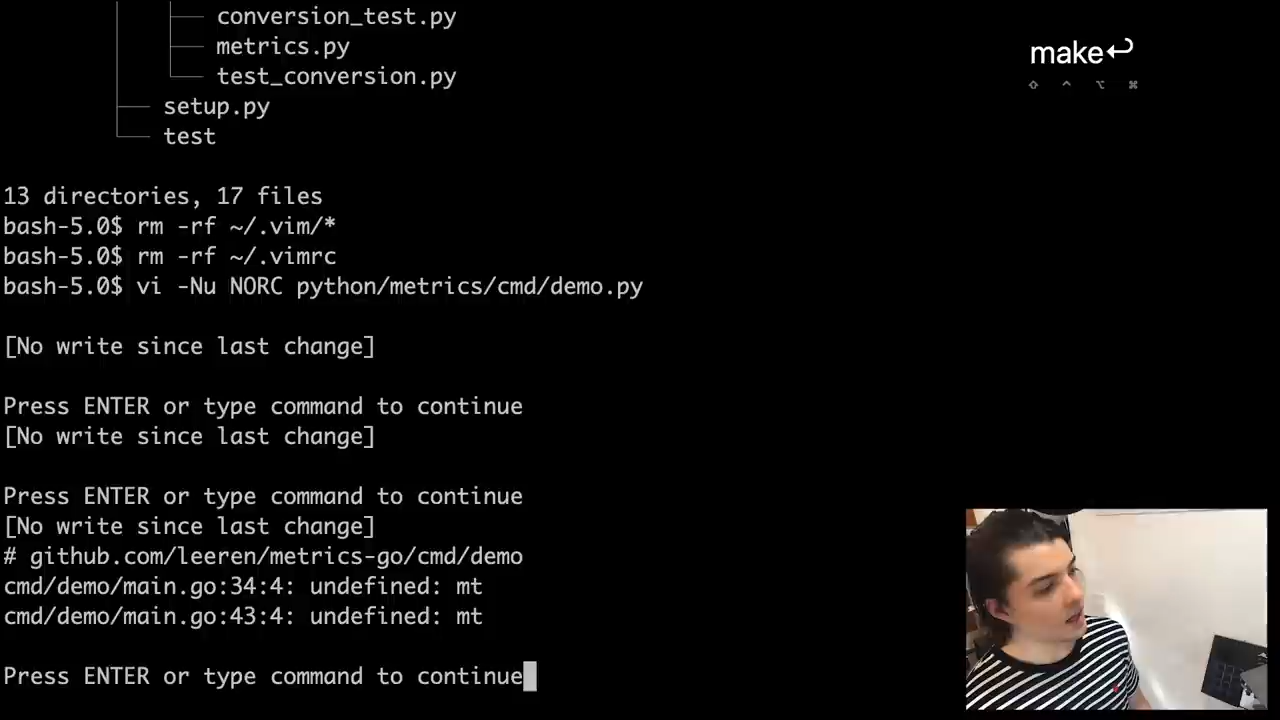 conversion_test.py
make↩
metrics.py
test_conversion.py
setup.py
test
13 directories, 17 files
bash-5.0$ rm -rf ~/.vim/*
bash-5.0$ rm -rf ~/.vimrc
bash-5.0$ vi -Nu NORC python/metrics/cmd/demo.py
[No write since last change]
Press ENTER or type command to continue
[No write since last change]
Press ENTER or type command to continue
[No write since last change]
# github.com/leeren/metrics-go/cmd/demo
cmd/demo/main.go:34:4: undefined: mt
cmd/demo/main.go:43:4: undefined: mt
Press ENTER or type command to continue